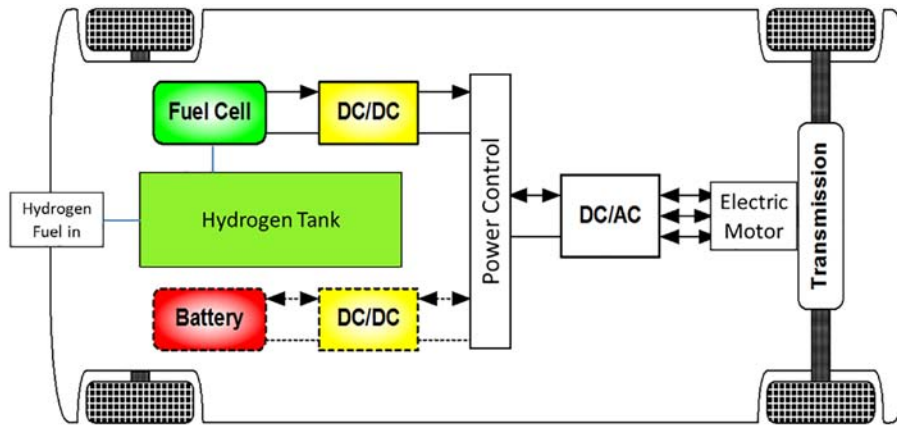 Fuel Cell
DC/DC
Hydrogen
Fuel in
Hydrogen Tank
Power Control
DC/AC
Electric
Motor
Transmission
Battery
DC/DC